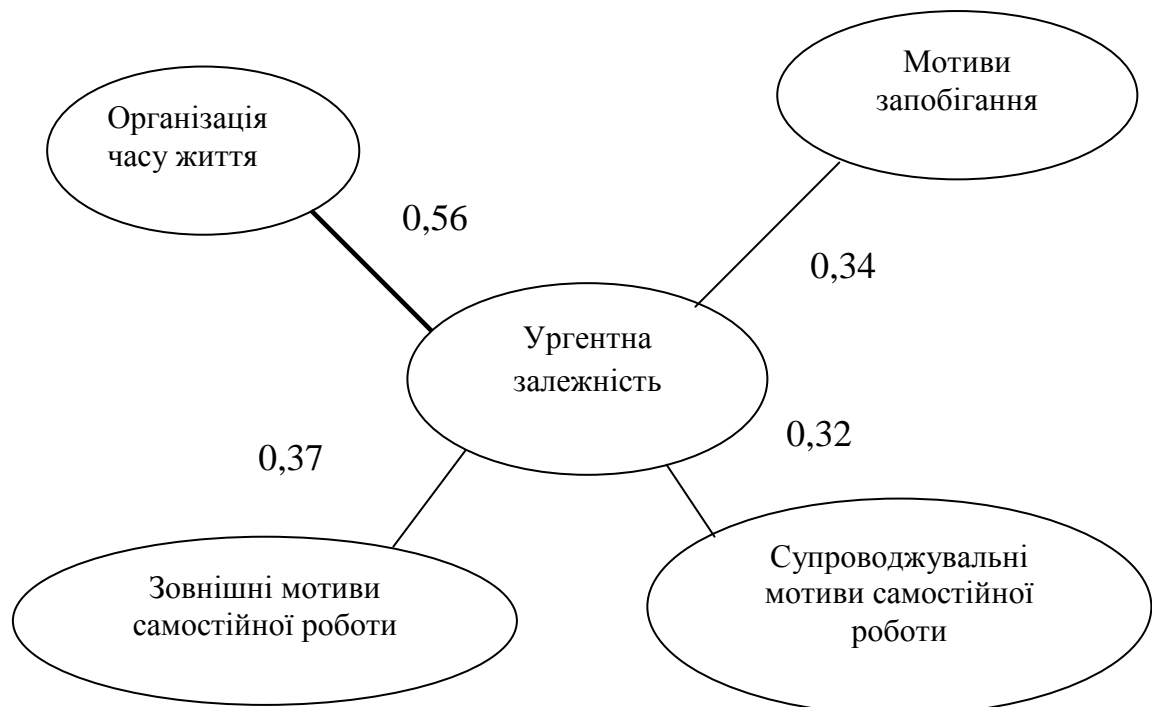 Мотиви
запобігання
Організація
часу життя
0,56
0,34
Ургентна
залежність
0,32
0,37
Зовнішні мотиви
самостійної роботи
Супроводжувальні
мотиви самостійної
роботи